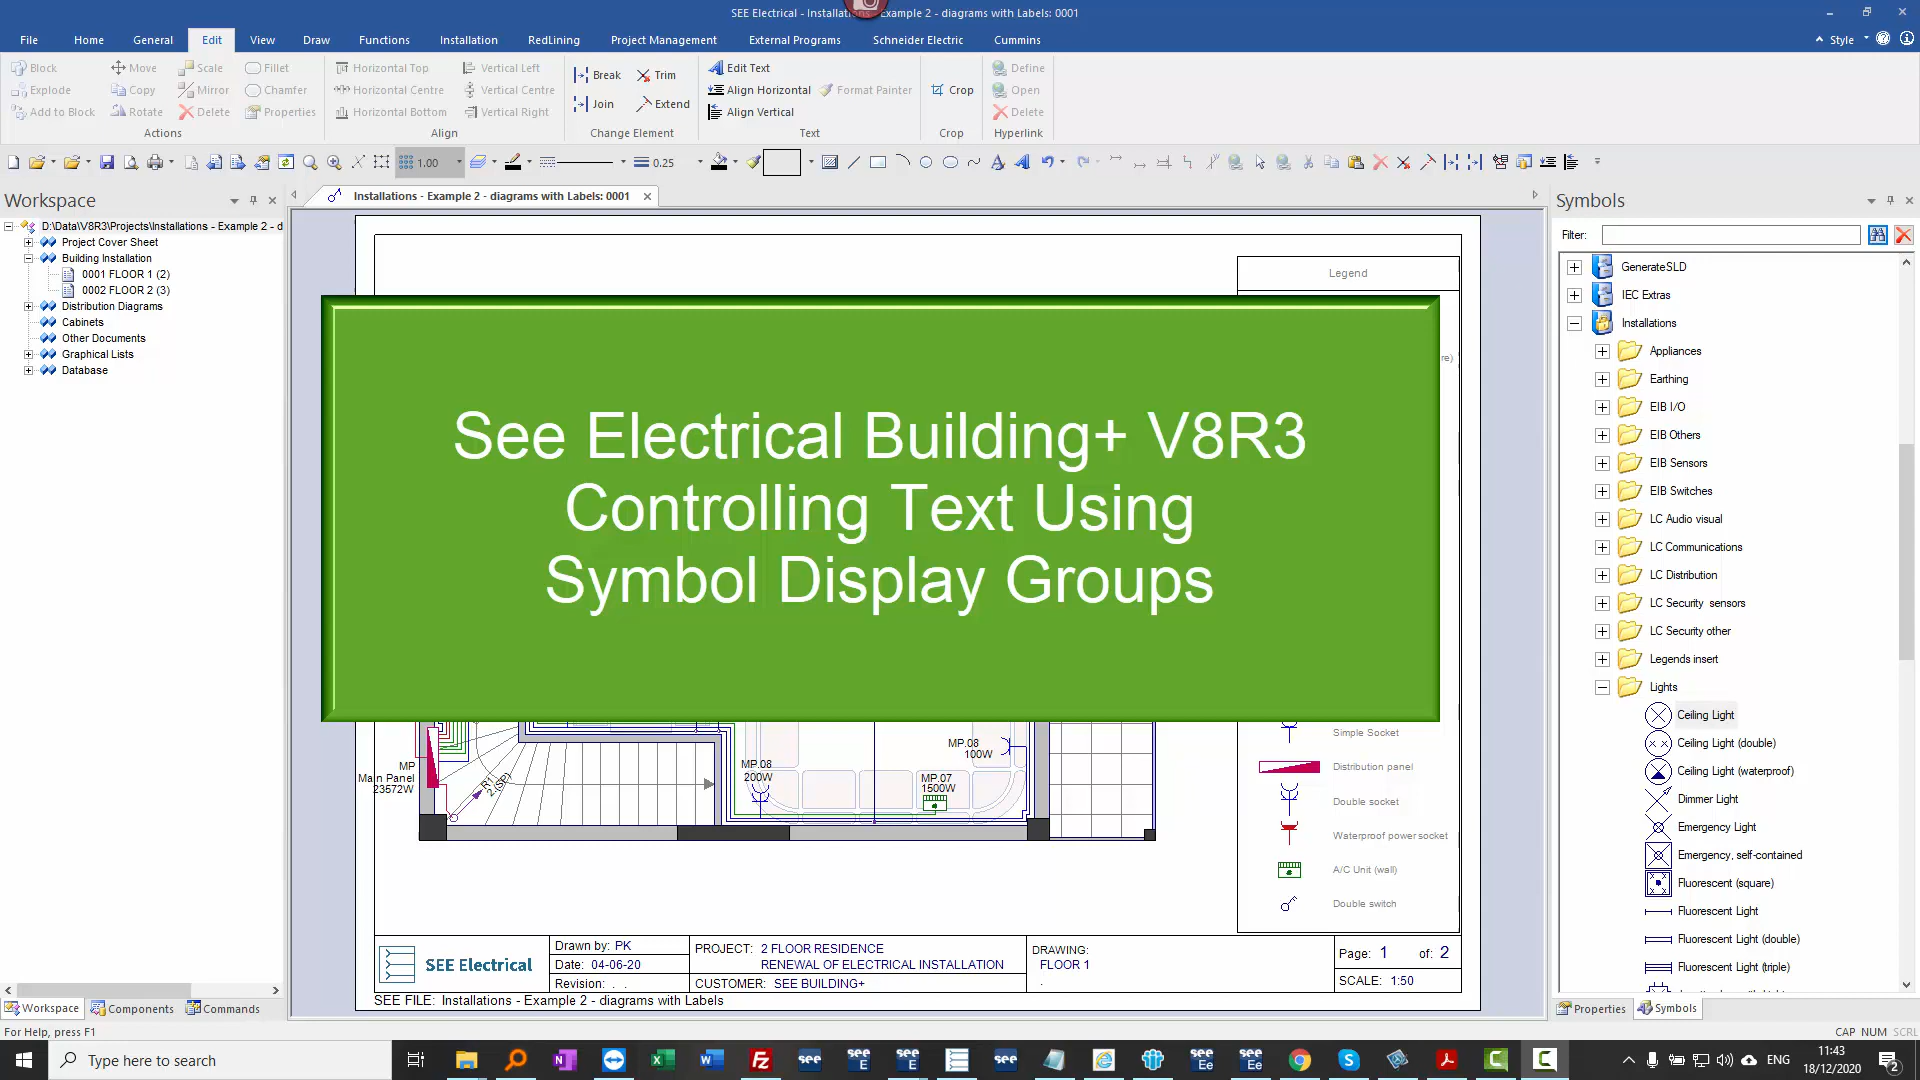 SEE Electrical - Installations - Example 2 - diagrams with Labels: 0001
File Home General Edit View Draw Functions Installation RedLining Project Management External Programs Schneider Electric Cummins Style
Block Move Scale Fillet Horizontal Top Vertical Left Break Trim Edit Text Define
Explode Copy Mirror Chamfer Horizontal Centre Vertical Centre Align Horizontal Format Painter Crop Open
Add to Block Rotate Delete Properties Horizontal Bottom Vertical Right Join Extend Align Vertical Delete
Actions Align Change Element Text Crop Hyperlink
1.00 0.25
Workspace
Installations - Example 2 - diagrams with Labels: 0001
Symbols
D:\Data\V8R3\Projects\Installations - Example 2 - d
Project Cover Sheet
Building Installation
0001 FLOOR 1 (2)
0002 FLOOR 2 (3)
Distribution Diagrams
Cabinets
Other Documents
Graphical Lists
Database
Legend
re)
See Electrical Building+ V8R3
Controlling Text Using
Symbol Display Groups
MP
Main Panel
23572W
R1
2 (SP)
MP.08
200W
MP.07
1500W
MP.08
100W
Simple Socket
Distribution panel
Double socket
Waterproof power socket
A/C Unit (wall)
Double switch
SEE Electrical
Drawn by: PK
Date: 04-06-20
Revision: . .
PROJECT: 2 FLOOR RESIDENCE
RENEWAL OF ELECTRICAL INSTALLATION
CUSTOMER: SEE BUILDING+
DRAWING:
FLOOR 1
.
Page: 1 of: 2
SCALE: 1:50
SEE FILE: Installations - Example 2 - diagrams with Labels
Filter:
GenerateSLD
IEC Extras
Installations
Appliances
Earthing
EIB I/O
EIB Others
EIB Sensors
EIB Switches
LC Audio visual
LC Communications
LC Distribution
LC Security sensors
LC Security other
Legends insert
Lights
Ceiling Light
Ceiling Light (double)
Ceiling Light (waterproof)
Dimmer Light
Emergency Light
Emergency, self-contained
Fluorescent (square)
Fluorescent Light
Fluorescent Light (double)
Fluorescent Light (triple)
Workspace Components Commands
Properties Symbols
For Help, press F1
CAP NUM SCRL
Type here to search
ENG
11:43
18/12/2020
2